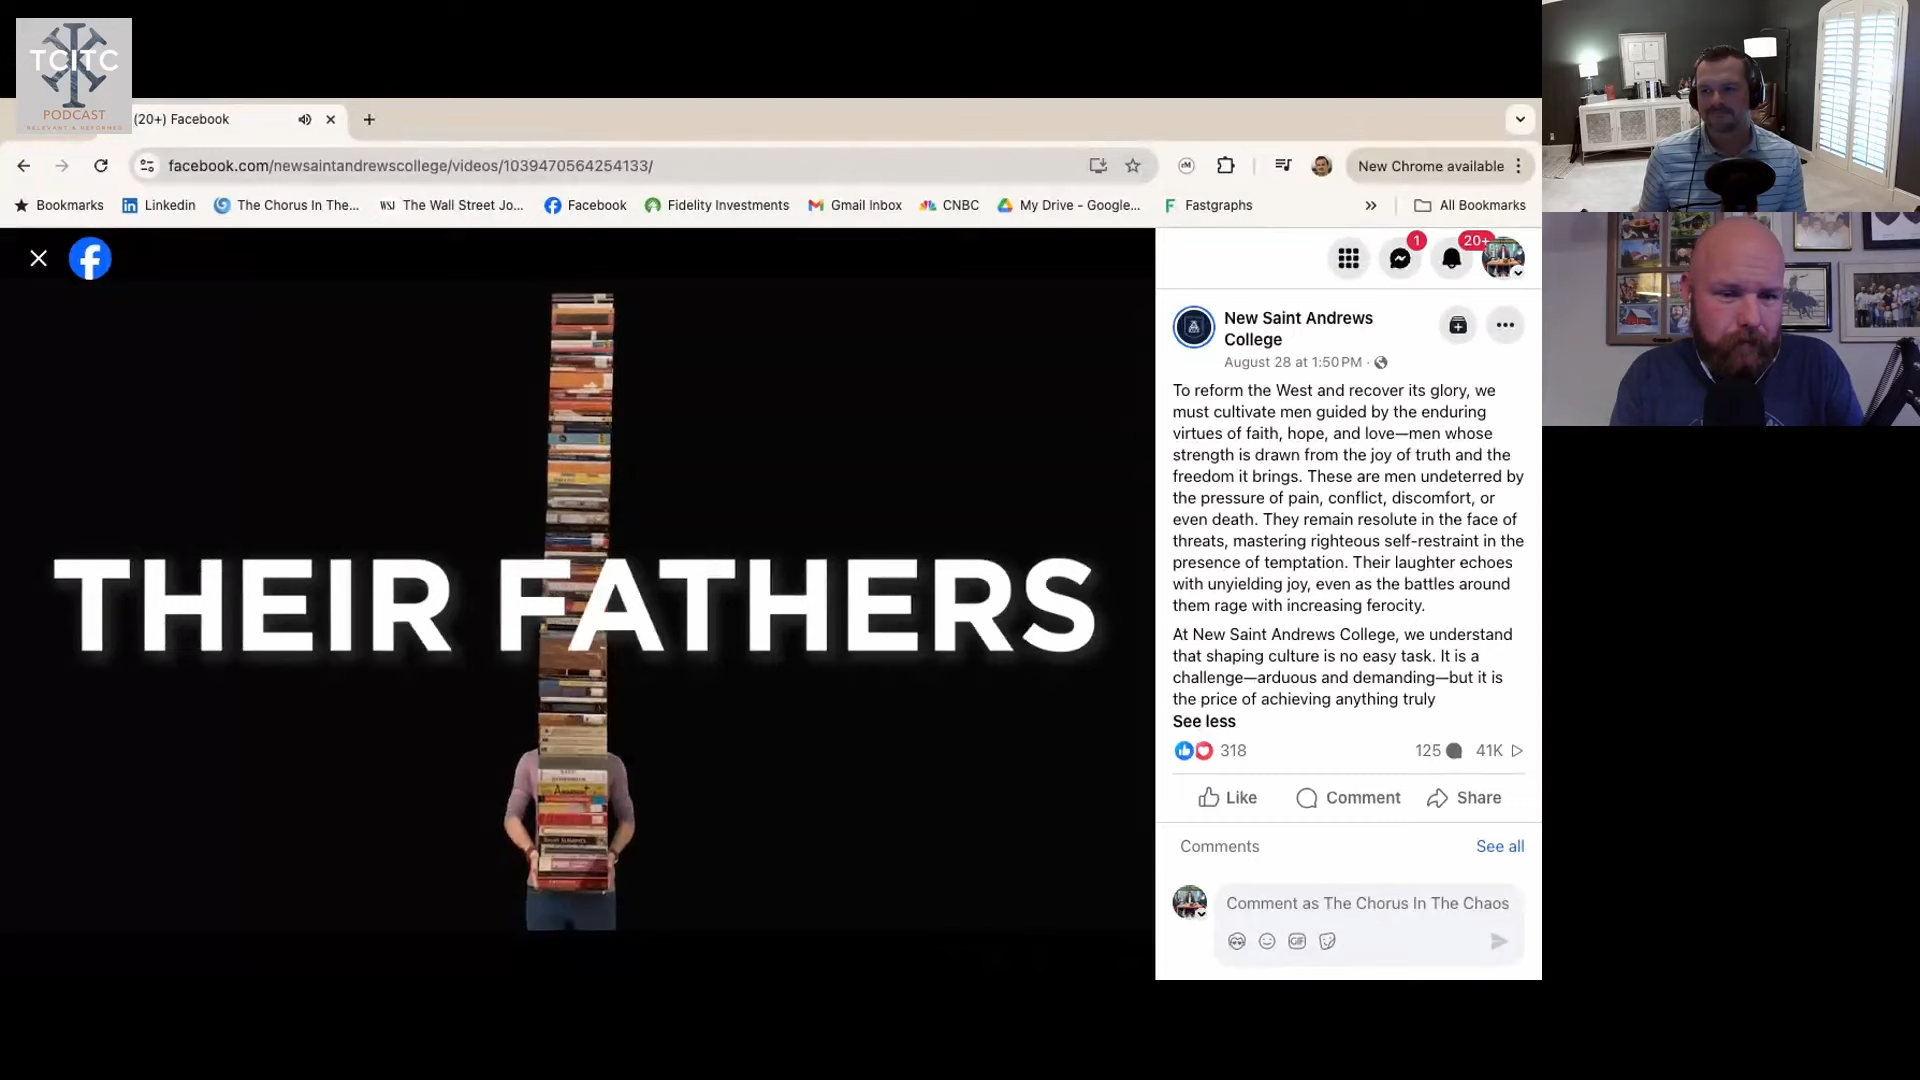 TCITC
PODCAST
RELEVANT & REFORMED
(20+) Facebook
facebook.com/newsaintandrewscollege/videos/1039470564254133/
New Chrome available
Bookmarks
Linkedin
The Chorus In The...
WSJ
The Wall Street Jo...
Facebook
Fidelity Investments
Gmail Inbox
CNBC
My Drive - Google...
Fastgraphs
»
All Bookmarks
1
20+
THEIR FATHERS
New Saint Andrews
College
August 28 at 1:50 PM ·
To reform the West and recover its glory, we
must cultivate men guided by the enduring
virtues of faith, hope, and love—men whose
strength is drawn from the joy of truth and the
freedom it brings. These are men undeterred by
the pressure of pain, conflict, discomfort, or
even death. They remain resolute in the face of
threats, mastering righteous self-restraint in the
presence of temptation. Their laughter echoes
with unyielding joy, even as the battles around
them rage with increasing ferocity.
At New Saint Andrews College, we understand
that shaping culture is no easy task. It is a
challenge—arduous and demanding—but it is
the price of achieving anything truly
See less
318
125
41K
Like
Comment
Share
Comments
See all
Comment as The Chorus In The Chaos
GIF